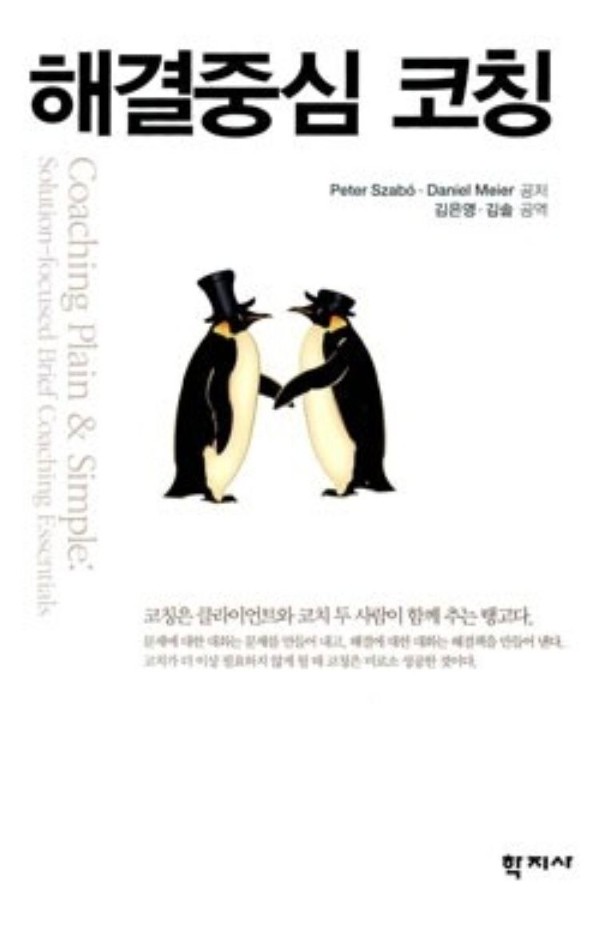 해결중심 코칭
Peter Szabó · Daniel Meier 공저
김은영 · 김솔 공역
Coaching Plain & Simple:
Solution-focused Brief Coaching Essentials
코칭은 클라이언트와 코치 두 사람이 함께 추는 탱고다.
문제에 대한 대화는 문제를 만들어 내고, 해결에 대한 대화는 해결책을 만들어 낸다.
코치가 더 이상 필요하지 않게 될 때 코칭은 비로소 성공한 것이다.
학지사